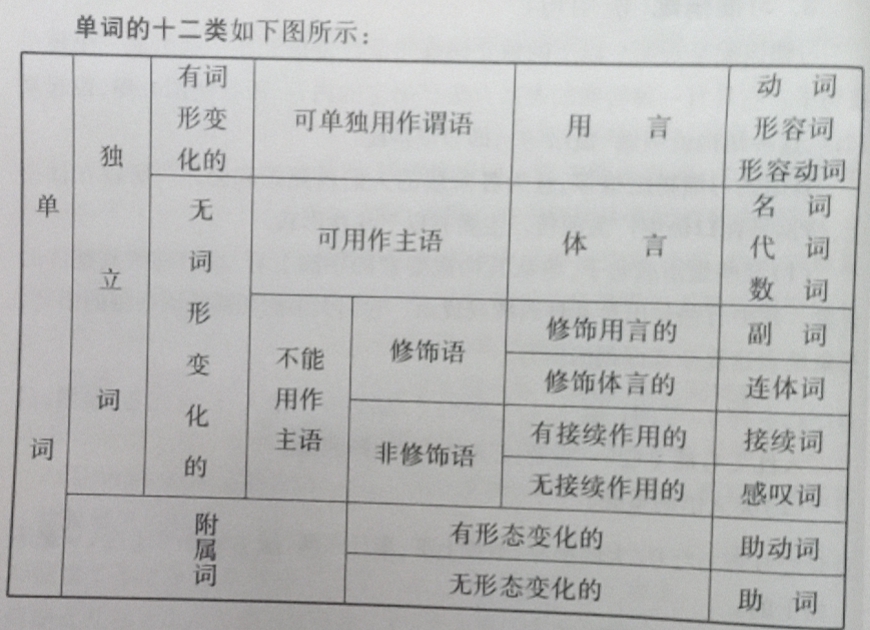 单词的十二类如下图所示：
单词
独立词
有词形变化的
可单独用作谓语
用言
动词
形容词
形容动词
无词形变化的
可用作主语
体言
名词
代词
数词
不能用作主语
修饰语
修饰用言的
副词
修饰体言的
连体词
非修饰语
有接续作用的
接续词
无接续作用的
感叹词
附属词
有形态变化的
助动词
无形态变化的
助词